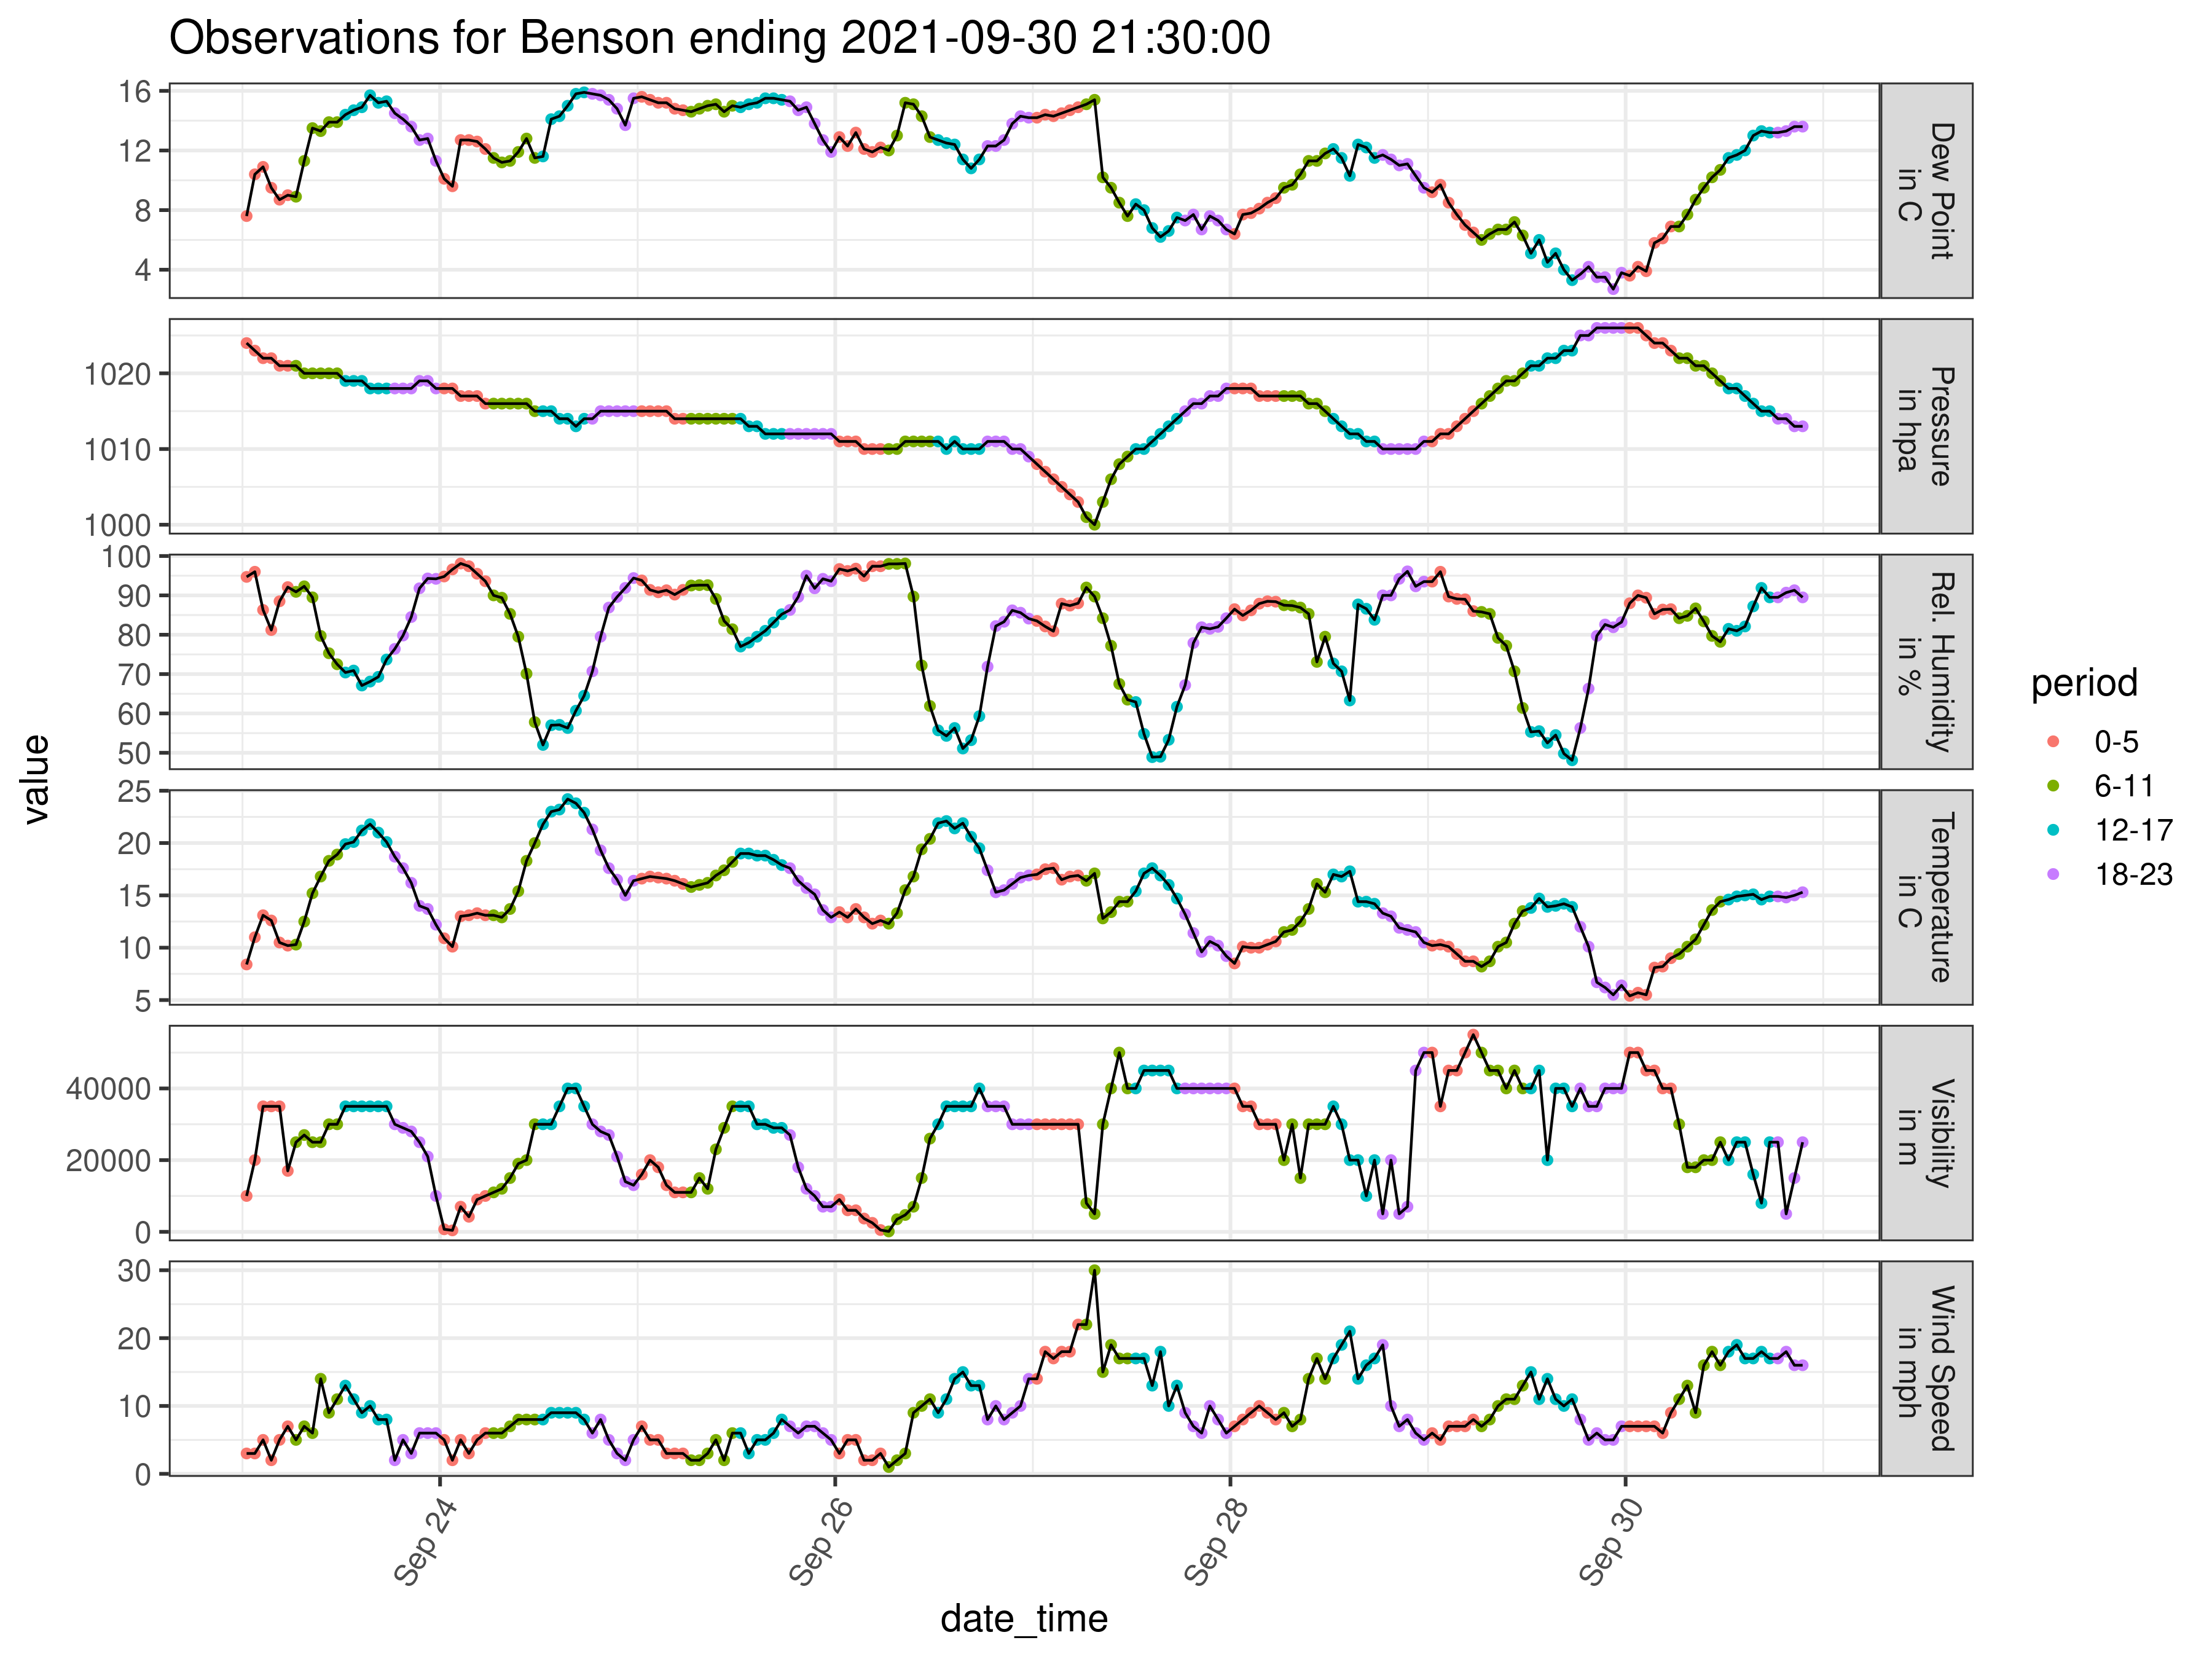 Observations for Benson ending 2021-09-30 21:30:00
value
16
12
8
4
Dew Point
in C
1020
1010
1000
Pressure
in hpa
100
90
80
70
60
50
Rel. Humidity
in %
25
20
15
10
5
Temperature
in C
40000
20000
0
Visibility
in m
30
20
10
0
Wind Speed
in mph
Sep 24
Sep 26
Sep 28
Sep 30
date_time
period
0-5
6-11
12-17
18-23